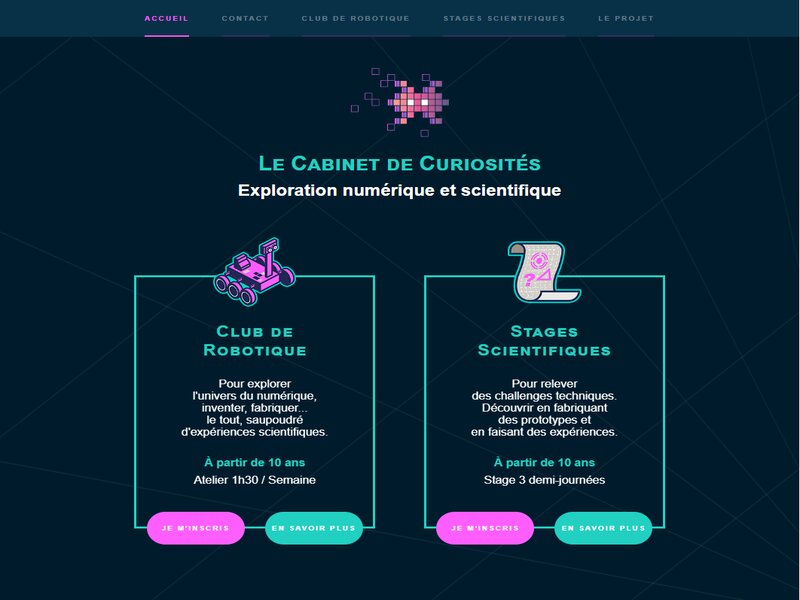 ACCUEIL CONTACT CLUB DE ROBOTIQUE STAGES SCIENTIFIQUES LE PROJET
LE CABINET DE CURIOSITÉS
Exploration numérique et scientifique
CLUB DE
ROBOTIQUE
Pour explorer
l'univers du numérique,
inventer, fabriquer...
le tout, saupoudré
d'expériences scientifiques.
À partir de 10 ans
Atelier 1h30 / Semaine
JE M'INSCRIS EN SAVOIR PLUS
?
STAGES
SCIENTIFIQUES
Pour relever
des challenges techniques.
Découvrir en fabriquant
des prototypes et
en faisant des expériences.
À partir de 10 ans
Stage 3 demi-journées
JE M'INSCRIS EN SAVOIR PLUS